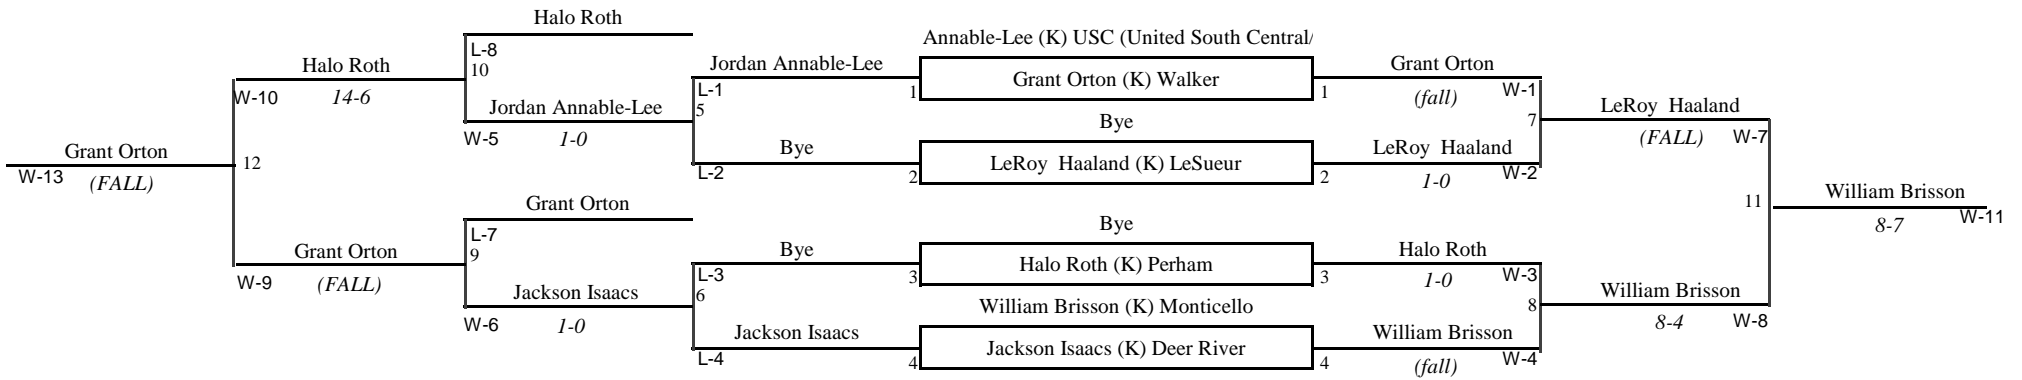 Halo Roth
L-8
10
Annable-Lee (K) USC (United South Central/
Halo Roth
Jordan Annable-Lee
Grant Orton (K) Walker
Grant Orton
W-10
14-6
L-1
1
1
(fall)
W-1
Jordan Annable-Lee
5
LeRoy  Haaland
W-5
1-0
Bye
7
(FALL)
W-7
Grant Orton
12
Bye
LeRoy  Haaland (K) LeSueur
LeRoy  Haaland
W-13
(FALL)
L-2
2
2
1-0
W-2
Grant Orton
William Brisson
L-7
9
Bye
11
8-7
W-11
Grant Orton
Bye
Halo Roth (K) Perham
Halo Roth
W-9
(FALL)
L-3
3
3
1-0
W-3
Jackson Isaacs
6
William Brisson (K) Monticello
8
William Brisson
W-6
1-0
8-4
W-8
Jackson Isaacs
Jackson Isaacs (K) Deer River
William Brisson
L-4
4
4
(fall)
W-4